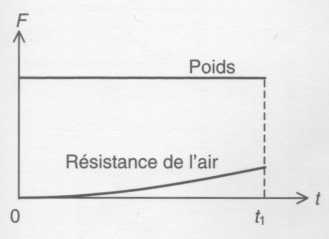 F
Poids
Résistance de l'air
0
t₁
t